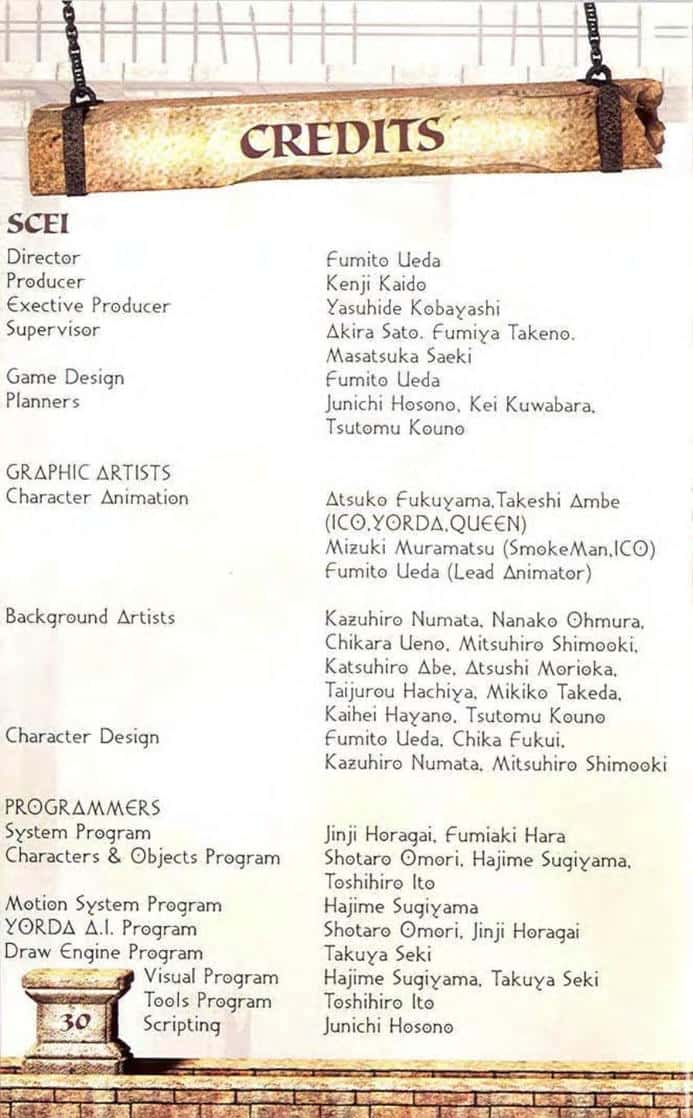 CREDITS
SCEI
Director Fumito Ueda
Producer Kenji Kaido
Exective Producer Yasuhide Kobayashi
Supervisor Akira Sato. Fumiya Takeno.
Masatsuka Saeki
Game Design Fumito Ueda
Planners Junichi Hosono, Kei Kuwabara,
Tsutomu Kouno
GRAPHIC ARTISTS
Character Animation Atsuko Fukuyama,Takeshi Ambe
(ICO,YORDA,QUEEN)
Mizuki Muramatsu (SmokeMan,ICO)
Fumito Ueda (Lead Animator)
Background Artists Kazuhiro Numata, Nanako Ohmura,
Chikara Ueno, Mitsuhiro Shimooki,
Katsuhiro Abe, Atsushi Morioka,
Taijurou Hachiya, Mikiko Takeda,
Kaihei Hayano, Tsutomu Kouno
Character Design Fumito Ueda, Chika Fukui,
Kazuhiro Numata, Mitsuhiro Shimooki
PROGRAMMERS
System Program Jinji Horagai, Fumiaki Hara
Characters & Objects Program Shotaro Omori, Hajime Sugiyama,
Toshihiro Ito
Motion System Program Hajime Sugiyama
YORDA A.I. Program Shotaro Omori, Jinji Horagai
Draw Engine Program Takuya Seki
Visual Program Hajime Sugiyama, Takuya Seki
Tools Program Toshihiro Ito
Scripting Junichi Hosono
30